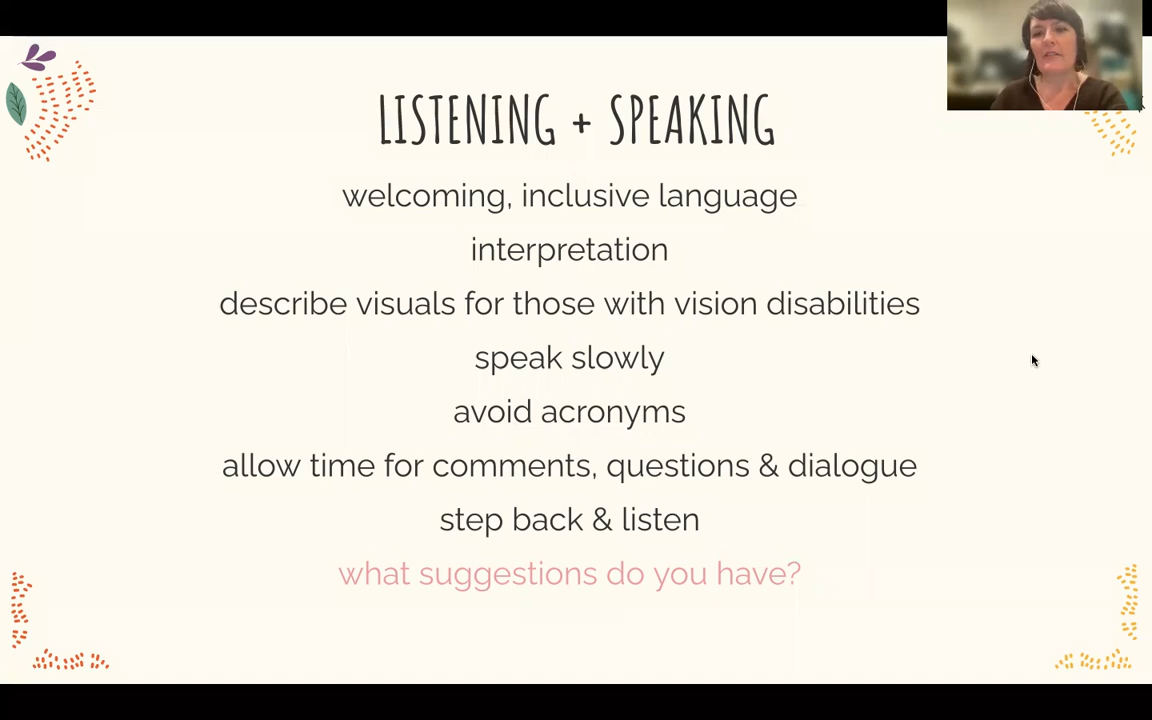 LISTENING + SPEAKING
welcoming, inclusive language
interpretation
describe visuals for those with vision disabilities
speak slowly
avoid acronyms
allow time for comments, questions & dialogue
step back & listen
what suggestions do you have?